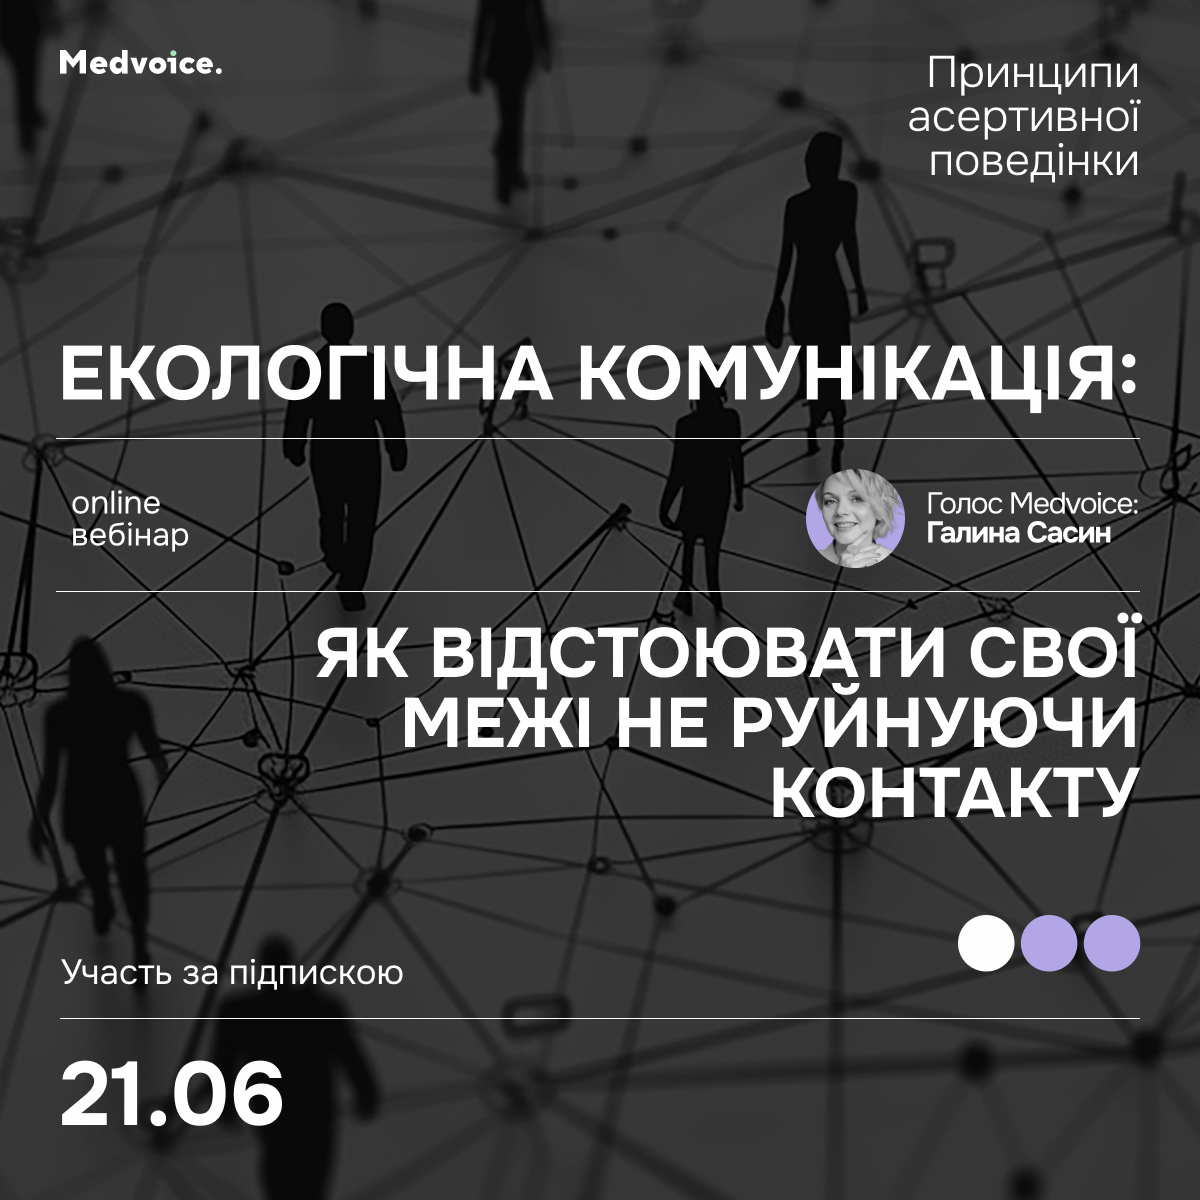 Medvoice.
Принципи
асертивної
поведінки
ЕКОЛОГІЧНА КОМУНІКАЦІЯ:
online
вебінар
Голос Medvoice:
Галина Сасин
ЯК ВІДСТОЮВАТИ СВОЇ
МЕЖІ НЕ РУЙНУЮЧИ
КОНТАКТУ
Участь за підпискою
21.06